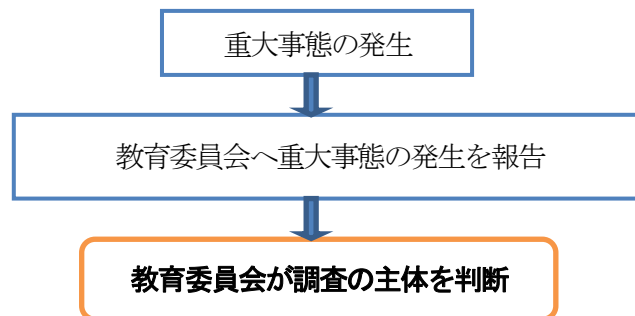 重大事態の発生
教育委員会へ重大事態の発生を報告
教育委員会が調査の主体を判断